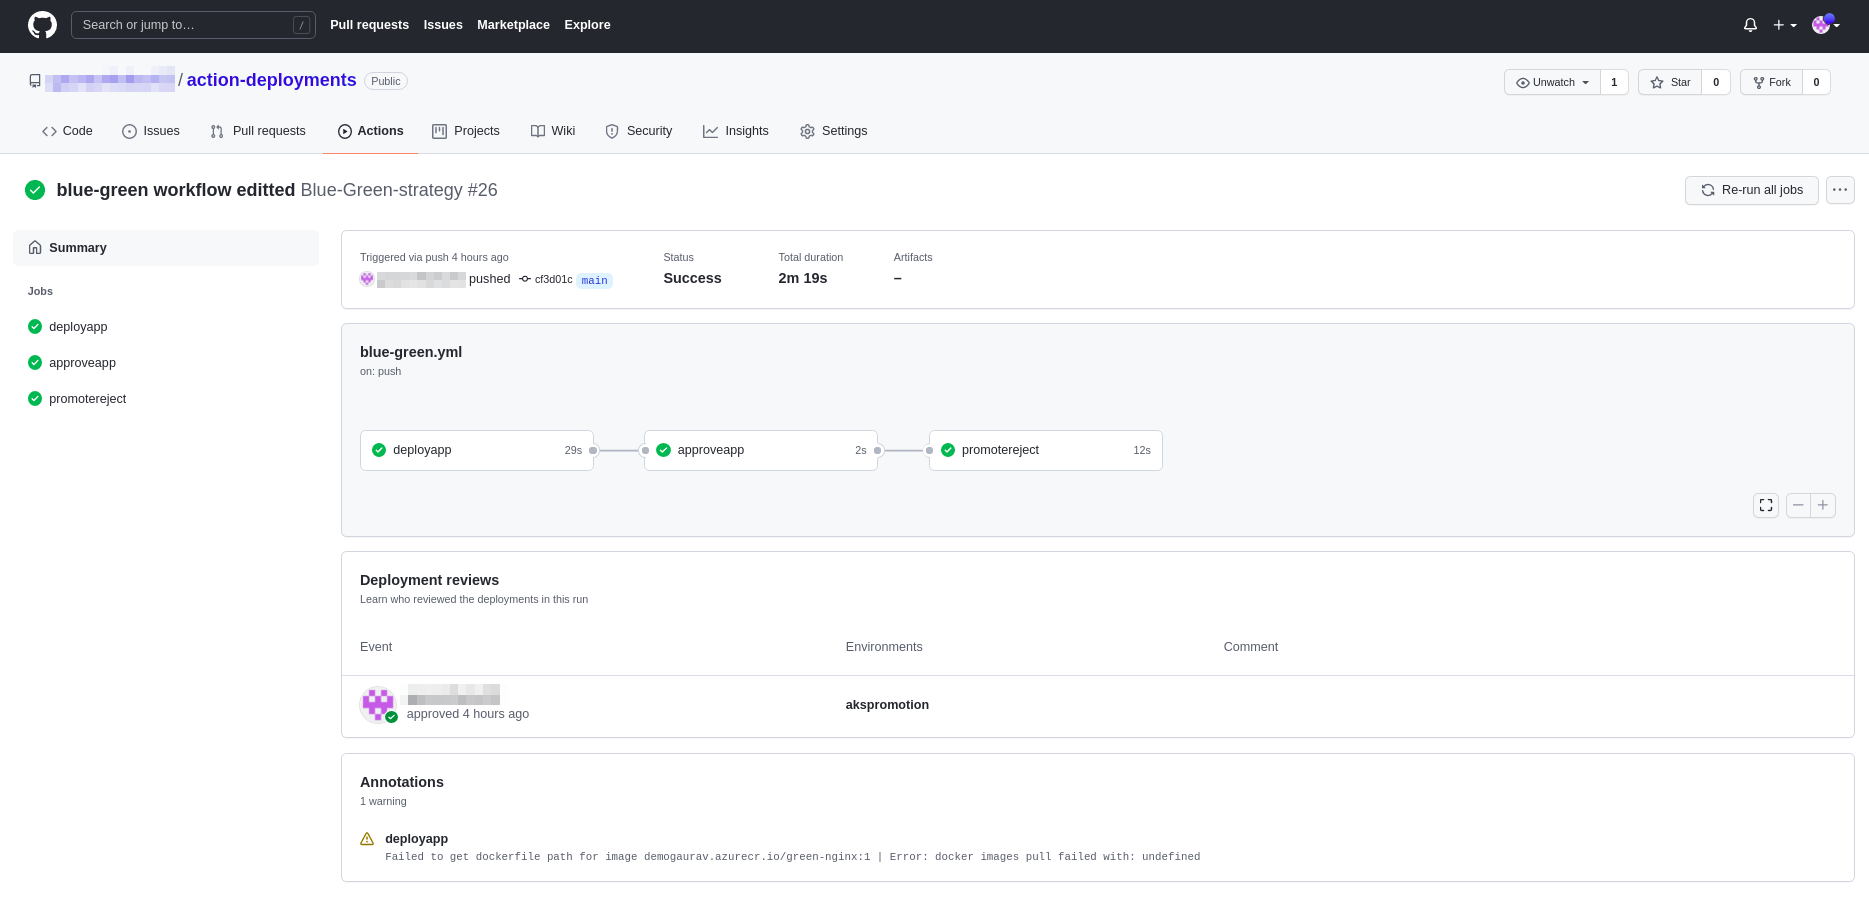 Search or jump to… /
Pull requests Issues Marketplace Explore
/ action-deployments Public
Unwatch 1 Star 0 Fork 0
Code Issues Pull requests Actions Projects Wiki Security Insights Settings
blue-green workflow editted Blue-Green-strategy #26
Re-run all jobs
Summary
Jobs
deployapp
approveapp
promotereject
Triggered via push 4 hours ago
pushed cf3d01c main
Status
Success
Total duration
2m 19s
Artifacts
–
blue-green.yml
on: push
deployapp 29s
approveapp 2s
promotereject 12s
Deployment reviews
Learn who reviewed the deployments in this run
Event Environments Comment
approved 4 hours ago
akspromotion
Annotations
1 warning
deployapp
Failed to get dockerfile path for image demogaurav.azurecr.io/green-nginx:1 | Error: docker images pull failed with: undefined